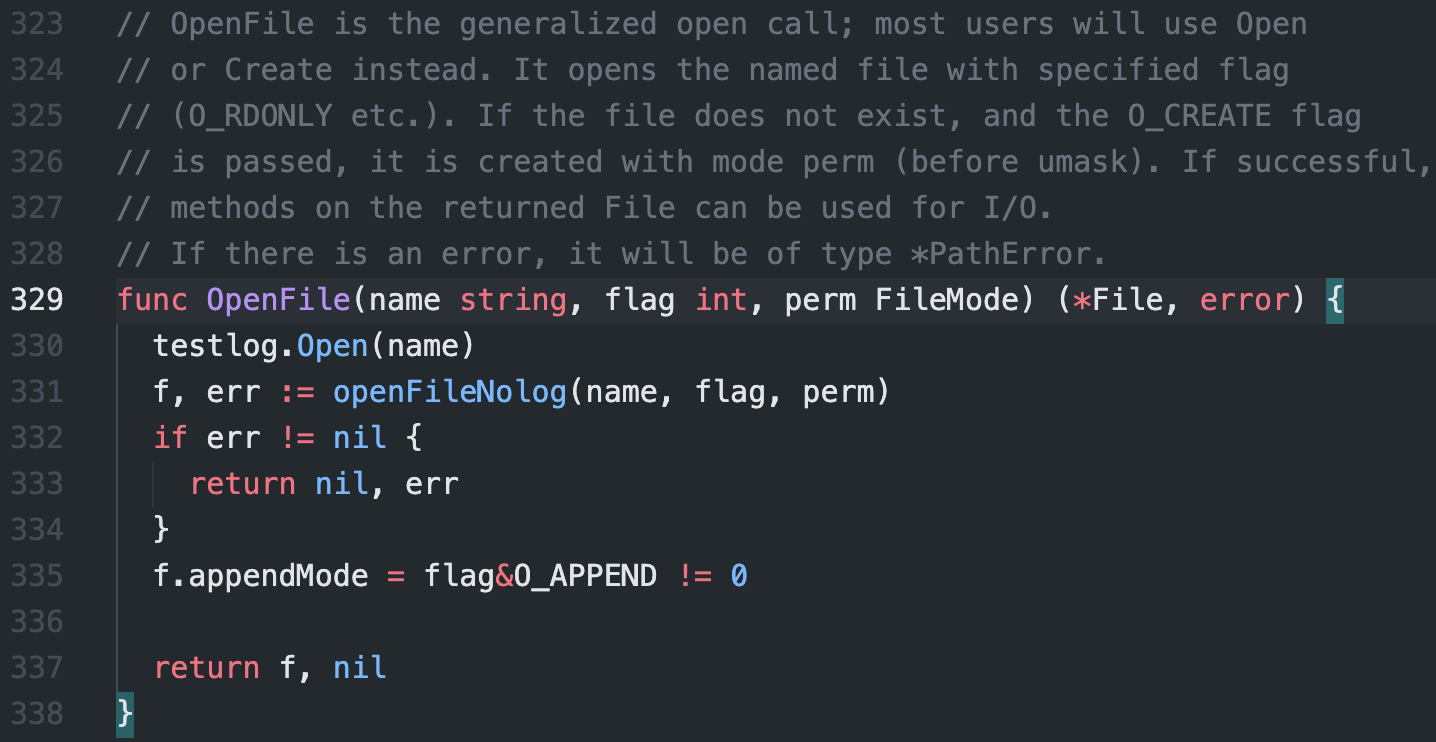 323 // OpenFile is the generalized open call; most users will use Open
324 // or Create instead. It opens the named file with specified flag
325 // (O_RDONLY etc.). If the file does not exist, and the O_CREATE flag
326 // is passed, it is created with mode perm (before umask). If successful,
327 // methods on the returned File can be used for I/O.
328 // If there is an error, it will be of type *PathError.
329 func OpenFile(name string, flag int, perm FileMode) (*File, error) {
330   testlog.Open(name)
331   f, err := openFileNolog(name, flag, perm)
332   if err != nil {
333     return nil, err
334   }
335   f.appendMode = flag&O_APPEND != 0
336
337   return f, nil
338 }